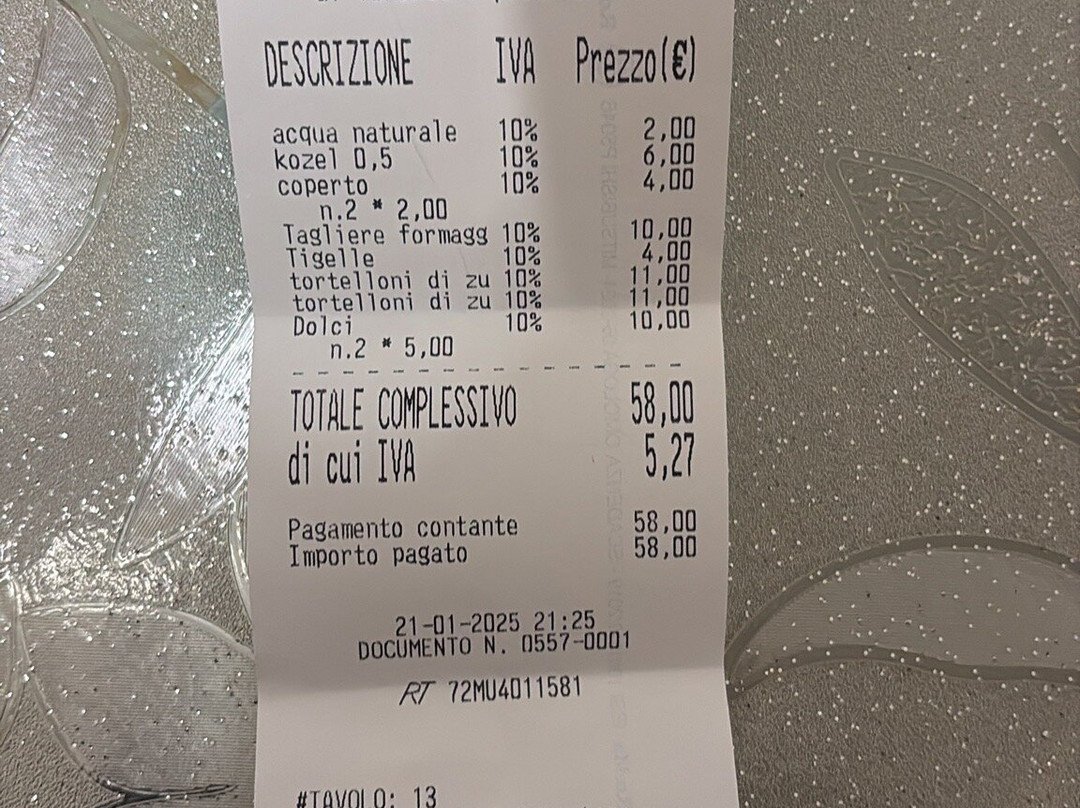 DESCRIZIONE IVA Prezzo(€)
acqua naturale 10% 2,00
kozel 0,5 10% 6,00
coperto 10% 4,00
n.2 * 2,00
Tagliere formagg 10% 10,00
Tigelle 10% 4,00
tortelloni di zu 10% 11,00
tortelloni di zu 10% 11,00
Dolci 10% 10,00
n.2 * 5,00
TOTALE COMPLESSIVO 58,00
di cui IVA 5,27
Pagamento contante 58,00
Importo pagato 58,00
21-01-2025 21:25
DOCUMENTO N. 0557-0001
RT 72MU4011581
#TAVOLO: 13